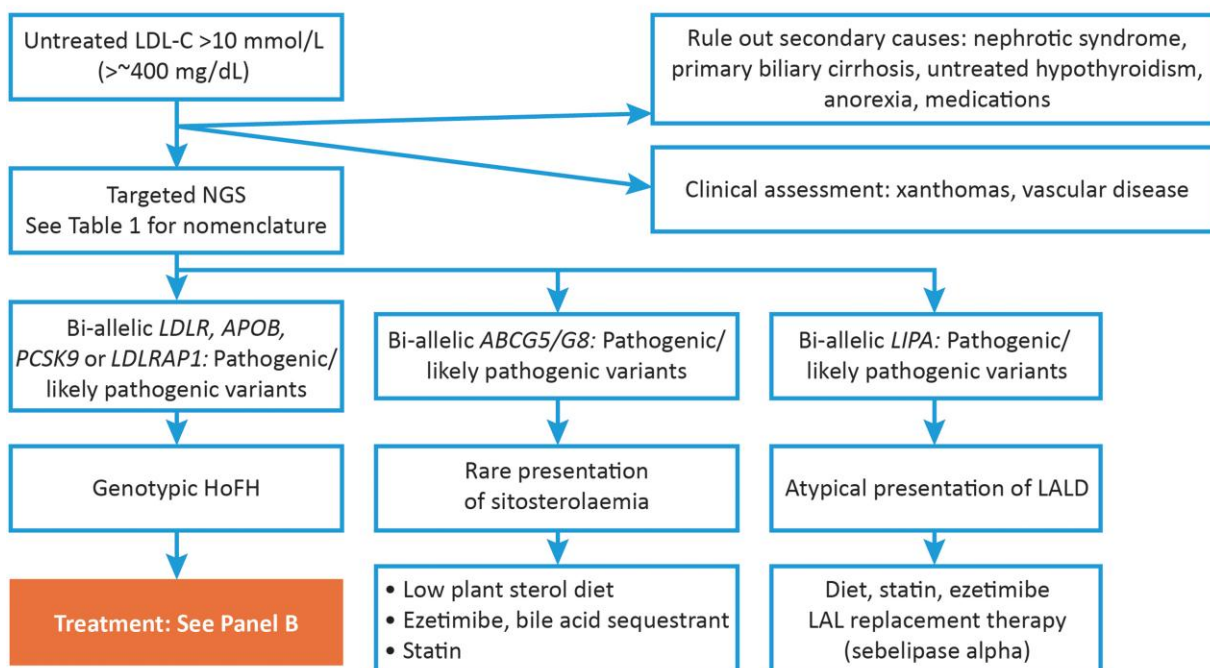 Untreated LDL-C >10 mmol/L
(>~400 mg/dL)
Rule out secondary causes: nephrotic syndrome,
primary biliary cirrhosis, untreated hypothyroidism,
anorexia, medications
Clinical assessment: xanthomas, vascular disease
Targeted NGS
See Table 1 for nomenclature
Bi-allelic LDLR, APOB,
PCSK9 or LDLRAP1: Pathogenic/
likely pathogenic variants
Bi-allelic ABCG5/G8: Pathogenic/
likely pathogenic variants
Bi-allelic LIPA: Pathogenic/
likely pathogenic variants
Genotypic HoFH
Rare presentation
of sitosterolaemia
Atypical presentation of LALD
Treatment: See Panel B
• Low plant sterol diet
• Ezetimibe, bile acid sequestrant
• Statin
Diet, statin, ezetimibe
LAL replacement therapy
(sebelipase alpha)